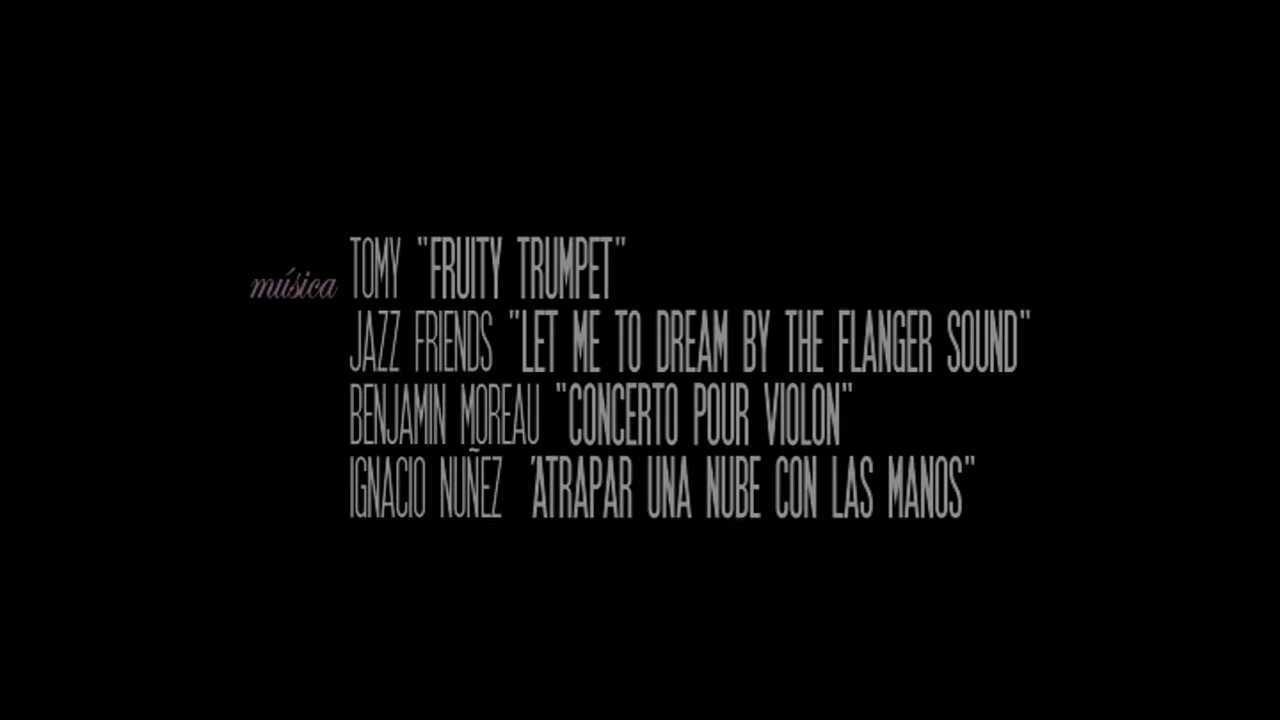 música TOMY "FRUITY TRUMPET"
JAZZ FRIENDS "LET ME TO DREAM BY THE FLANGER SOUND"
BENJAMIN MOREAU "CONCERTO POUR VIOLON"
IGNACIO NUÑEZ "ATRAPAR UNA NUBE CON LAS MANOS"